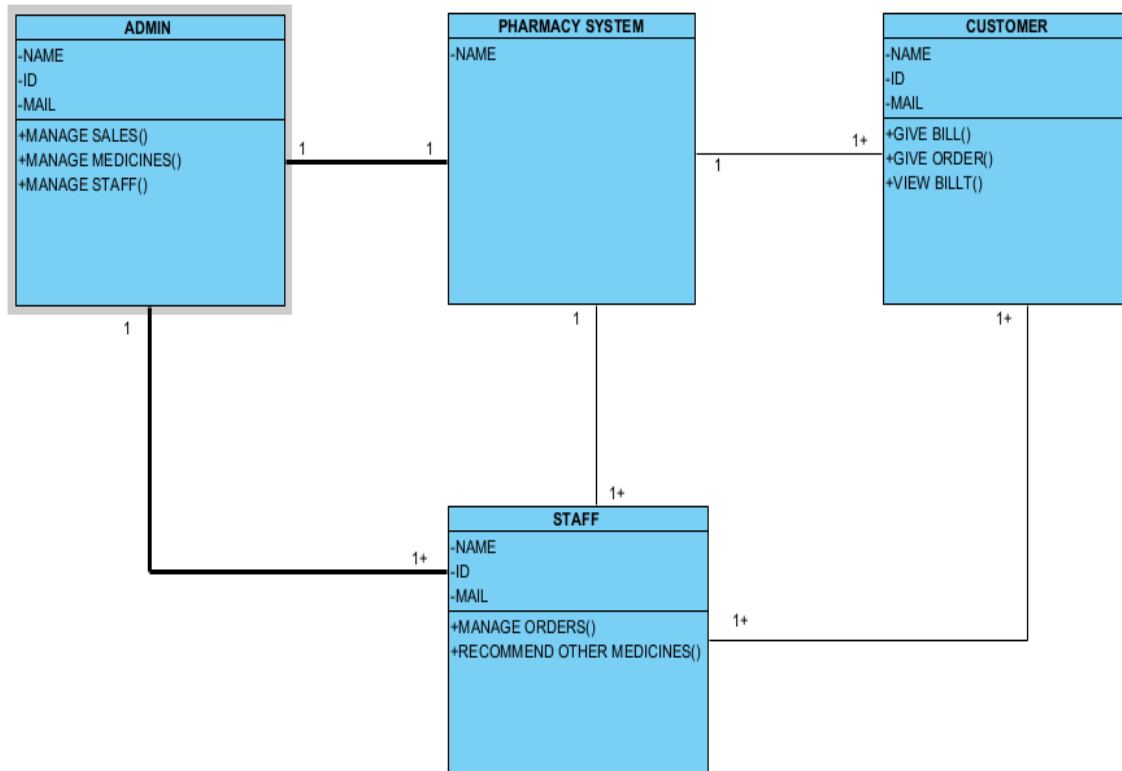 ADMIN
-NAME
-ID
-MAIL
+MANAGE SALES()
+MANAGE MEDICINES()
+MANAGE STAFF()
PHARMACY SYSTEM
-NAME
CUSTOMER
-NAME
-ID
-MAIL
+GIVE BILL()
+GIVE ORDER()
+VIEW BILLT()
1
1
1
1+
1
1
1+
1+
1+
1+
STAFF
-NAME
-ID
-MAIL
+MANAGE ORDERS()
+RECOMMEND OTHER MEDICINES()